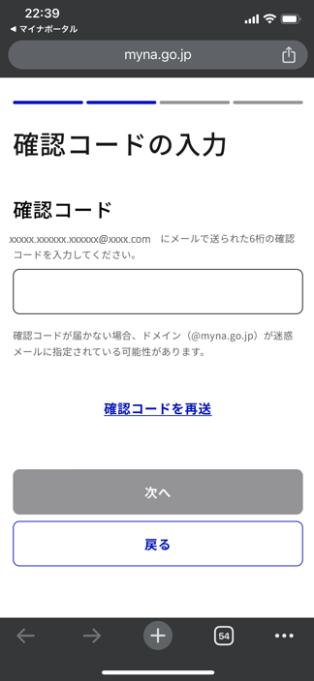 22:39
◀ マイナポータル
myna.go.jp
確認コードの入力
確認コード
xxxxx.xxxxxx.xxxxxx@xxxx.com にメールで送られた6桁の確認
コードを入力してください。
確認コードが届かない場合、ドメイン（@myna.go.jp）が迷惑
メールに指定されている可能性があります。
確認コードを再送
次へ
戻る
54